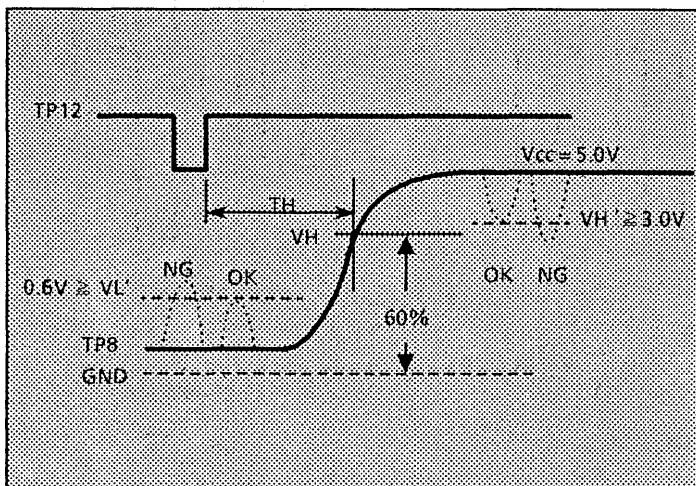 TP12
Vcc = 5.0V
TH
VH
VH' ≧ 3.0V
NG
OK
OK
NG
0.6V ≧ VL'
60%
TP8
GND